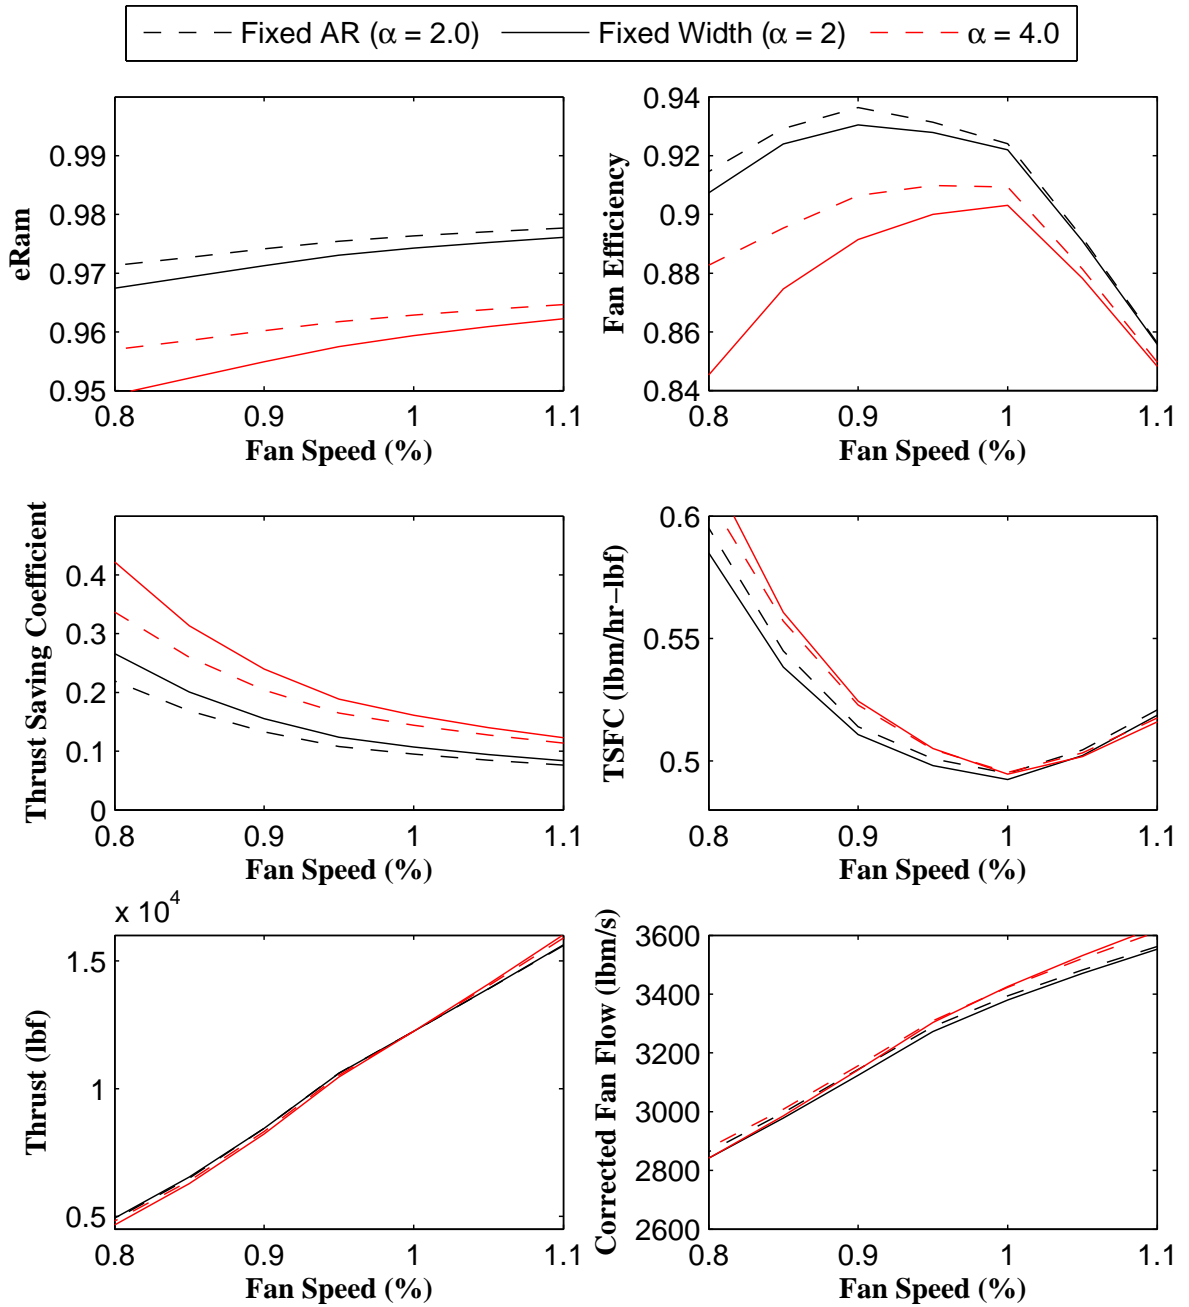 Fixed AR (α = 2.0) Fixed Width (α = 2) α = 4.0
eRam
0.99
0.98
0.97
0.96
0.95
0.8 0.9 1 1.1
Fan Speed (%)
Fan Efficiency
0.94
0.92
0.9
0.88
0.86
0.84
0.8 0.9 1 1.1
Fan Speed (%)
Thrust Saving Coefficient
0.4
0.3
0.2
0.1
0
0.8 0.9 1 1.1
Fan Speed (%)
TSFC (lbm/hr−lbf)
0.6
0.55
0.5
0.8 0.9 1 1.1
Fan Speed (%)
x 10^4
Thrust (lbf)
1.5
1
0.5
0.8 0.9 1 1.1
Fan Speed (%)
Corrected Fan Flow (lbm/s)
3600
3400
3200
3000
2800
2600
0.8 0.9 1 1.1
Fan Speed (%)